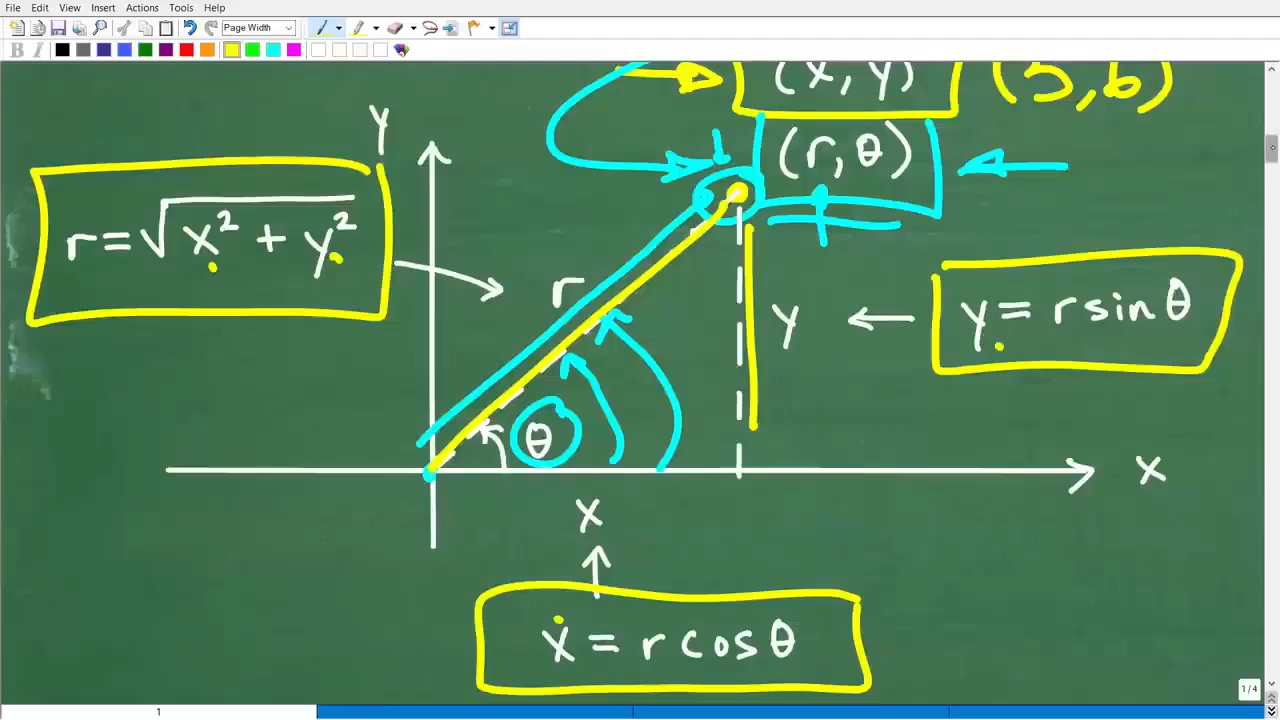 File Edit View Insert Actions Tools Help
Page Width
B I
(x, y) (5, 6)
(r, θ)
y
r = √x² + y²
r
y ← y = r sin θ
θ
x
x
x = r cos θ
1/4
1